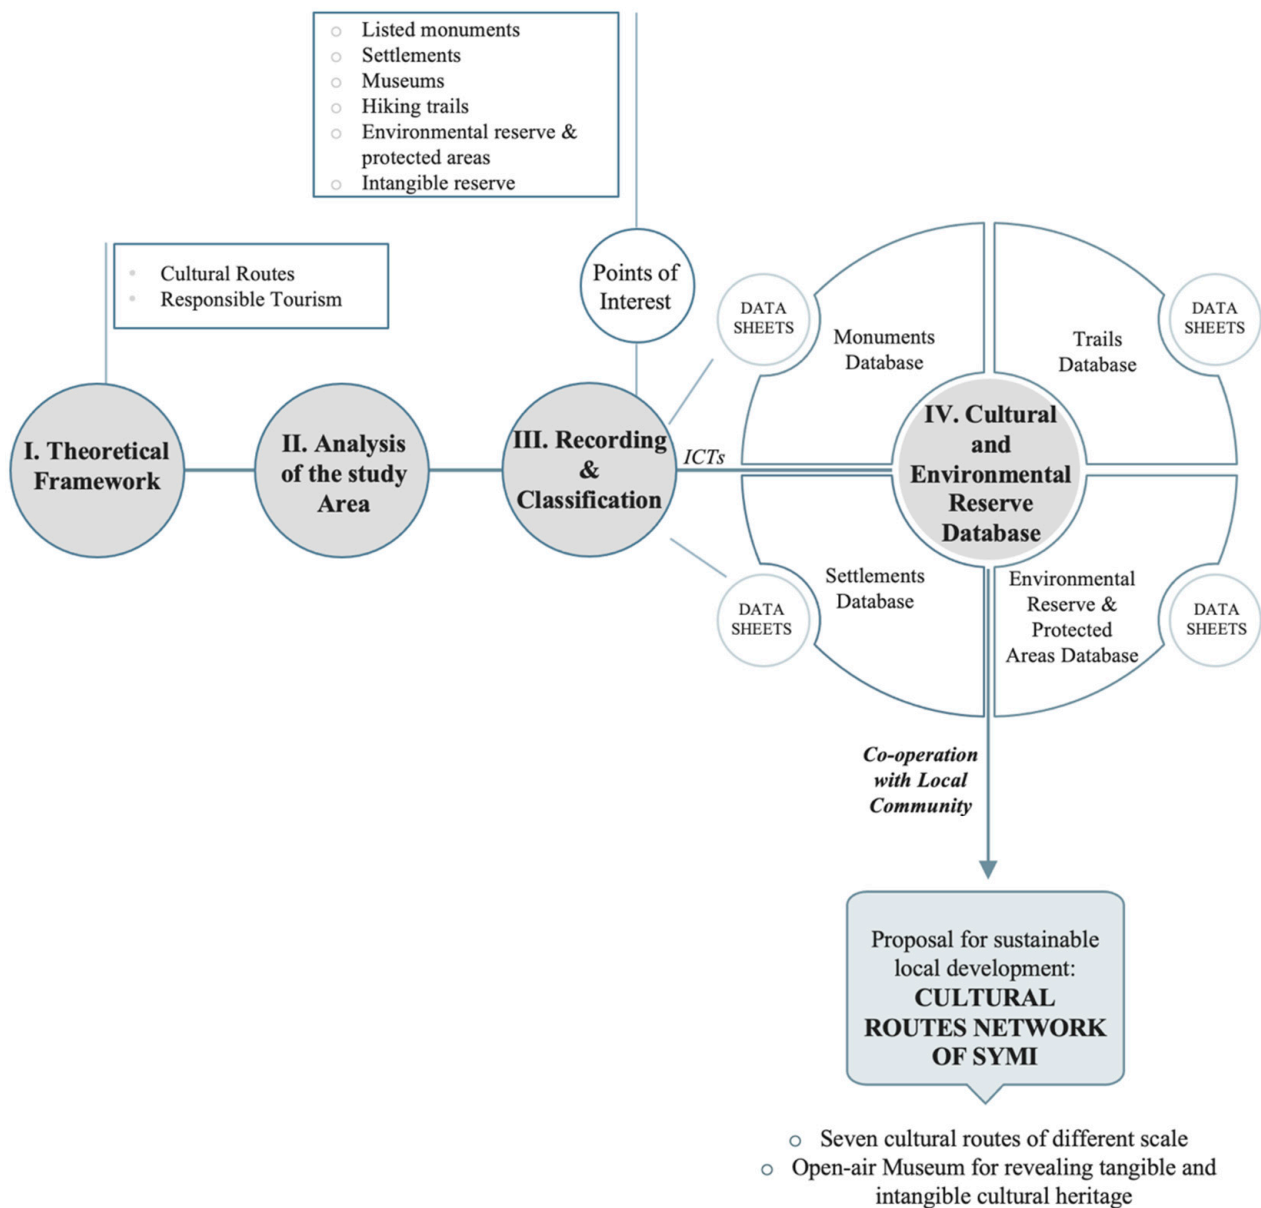 Listed monuments
Settlements
Museums
Hiking trails
Environmental reserve &
protected areas
Intangible reserve
Cultural Routes
Responsible Tourism
Points of
Interest
I. Theoretical
Framework
II. Analysis
of the study
Area
III. Recording
&
Classification
ICTs
DATA
SHEETS
Monuments
Database
Trails
Database
DATA
SHEETS
IV. Cultural
and
Environmental
Reserve
Database
DATA
SHEETS
Settlements
Database
Environmental
Reserve &
Protected
Areas Database
DATA
SHEETS
Co-operation
with Local
Community
Proposal for sustainable
local development:
CULTURAL
ROUTES NETWORK
OF SYMI
Seven cultural routes of different scale
Open-air Museum for revealing tangible and
intangible cultural heritage